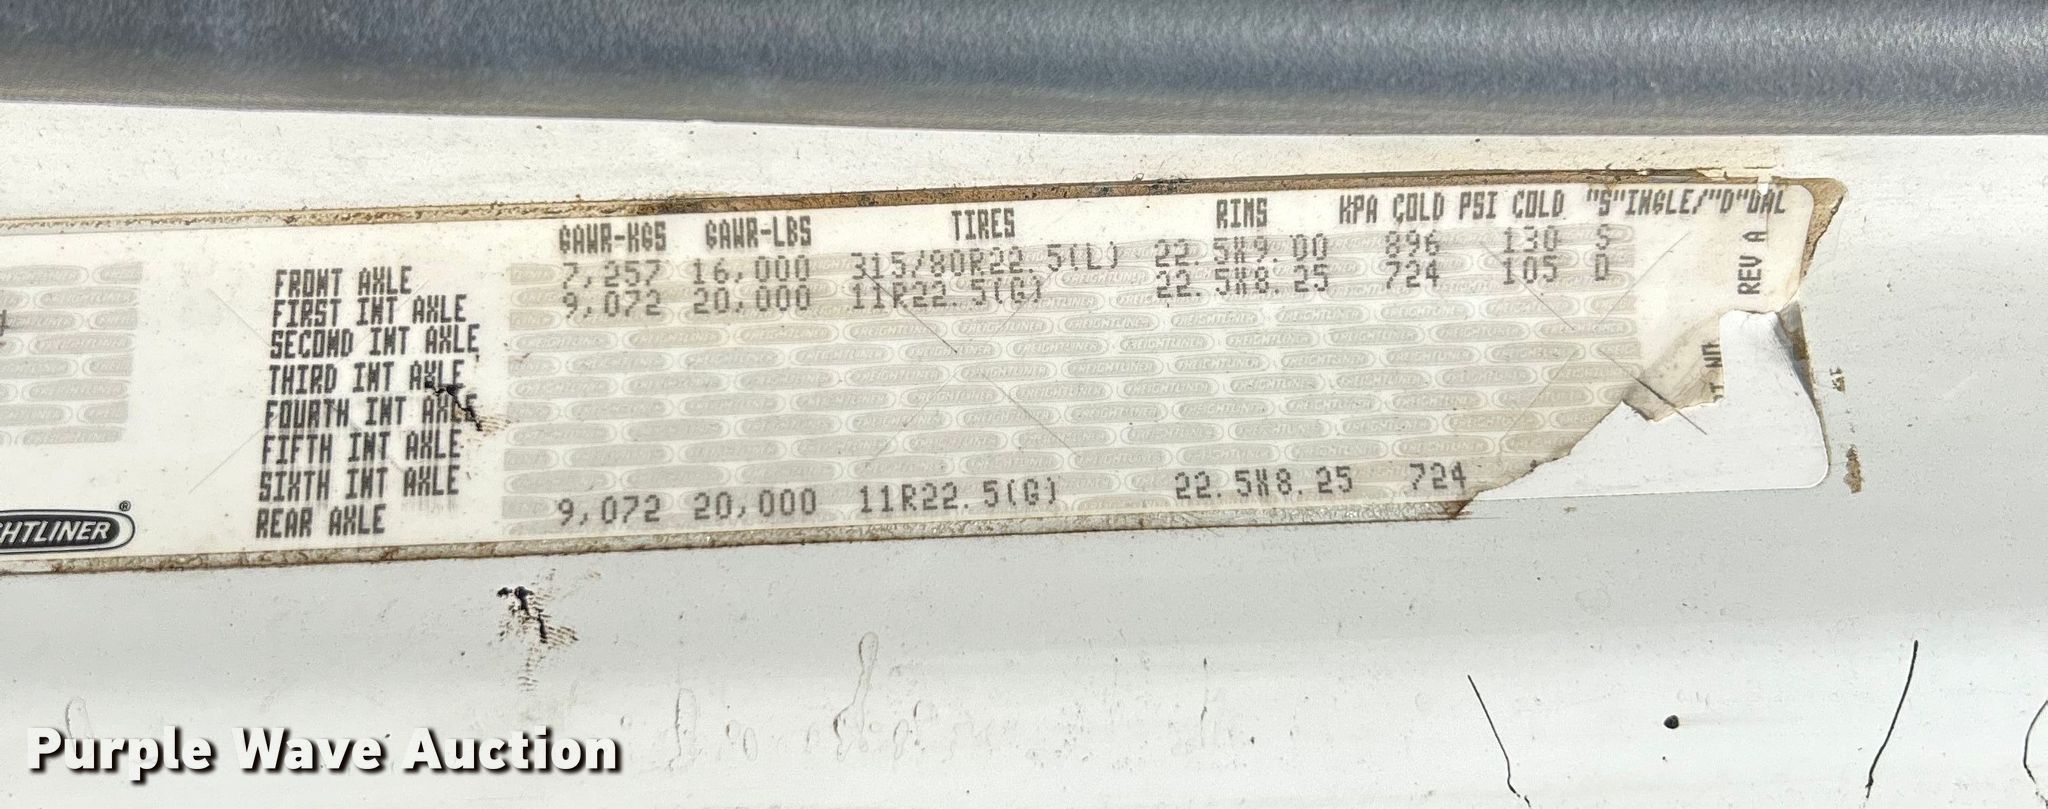 GAWR-KGS GAWR-LBS TIRES RIMS KPA COLD PSI COLD "S"INGLE/"D"UAL
FRONT AXLE 7,257 16,000 315/80R22.5(L) 22.5X9.00 896 130 S
FIRST INT AXLE 9,072 20,000 11R22.5(G) 22.5X8.25 724 105 D
SECOND INT AXLE
THIRD INT AXLE
FOURTH INT AXLE
FIFTH INT AXLE
SIXTH INT AXLE
REAR AXLE 9,072 20,000 11R22.5(G) 22.5X8.25 724
REV A
NO.
HTLINER®
Purple Wave Auction